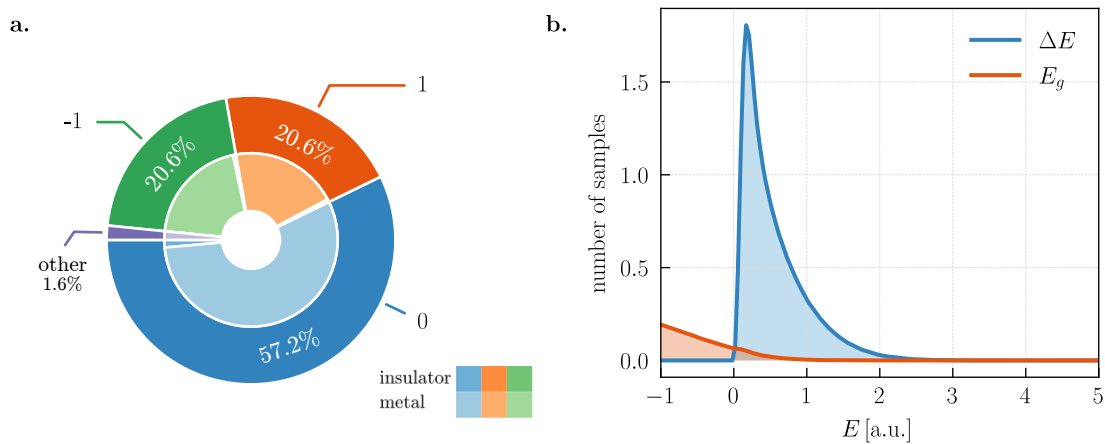 a.
-1
1
20.6%
20.6%
other
1.6%
57.2%
0
insulator
metal
b.
number of samples
1.5
1.0
0.5
0.0
ΔE
E_g
−1
0
1
2
3
4
5
E [a.u.]